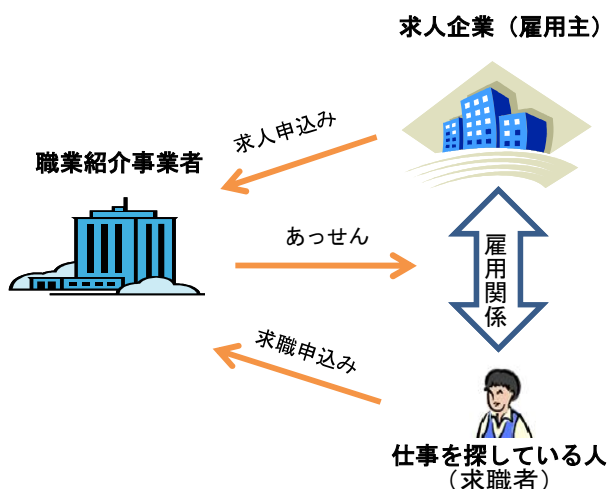 求人企業（雇用主）
求人申込み
職業紹介事業者
あっせん
雇用関係
求職申込み
仕事を探している人
（求職者）